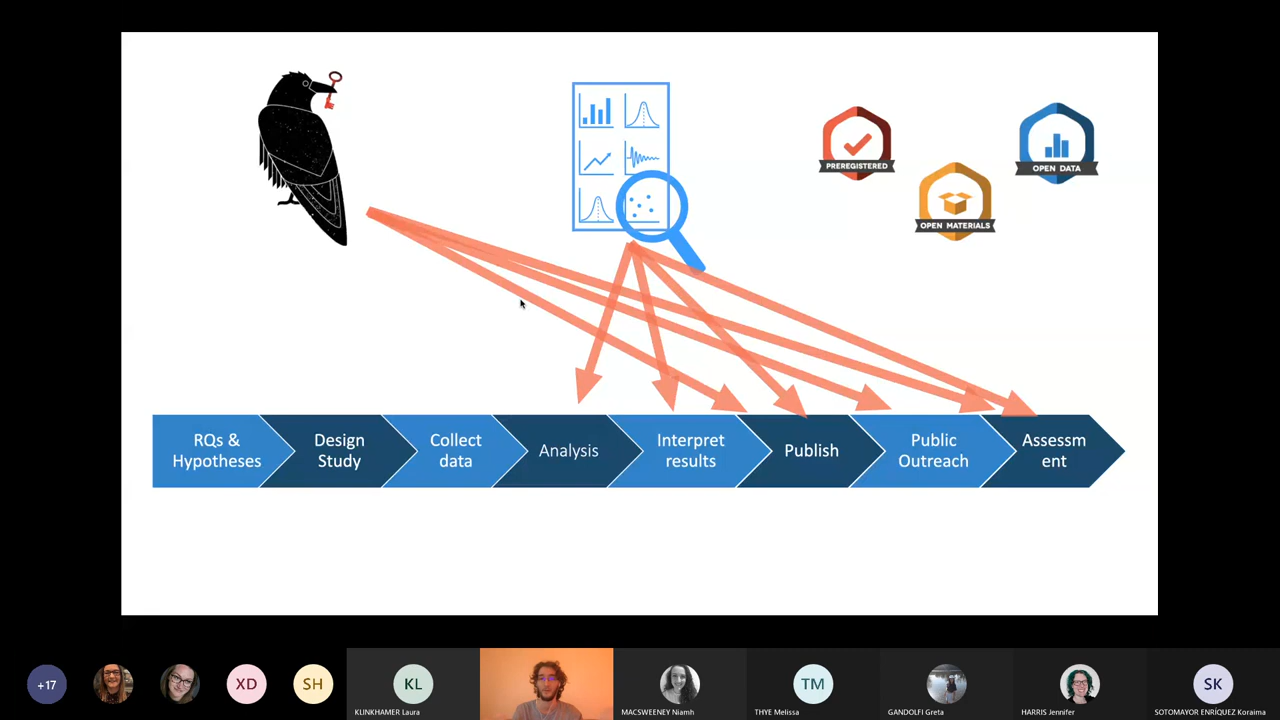 PREREGISTERED
OPEN DATA
OPEN MATERIALS
RQs &
Hypotheses
Design
Study
Collect
data
Analysis
Interpret
results
Publish
Public
Outreach
Assessm
ent
+17
XD
SH
KL
TM
SK
KLINKHAMER Laura
MACSWEENEY Niamh
THYE Melissa
GANDOLFI Greta
HARRIS Jennifer
SOTOMAYOR ENRÍQUEZ Koraima